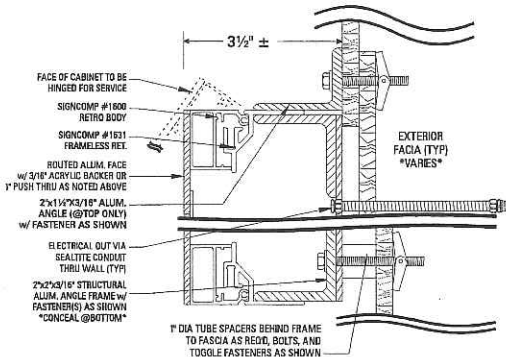 3½" ±
FACE OF CABINET TO BE
HINGED FOR SERVICE
SIGNCOMP #1600
RETRO BODY
SIGNCOMP #1631
FRAMELESS RET.
ROUTED ALUM. FACE
w/ 3/16" ACRYLIC BACKER OR
1" PUSH THRU AS NOTED ABOVE
2"x1½"X3/16" ALUM.
ANGLE (@TOP ONLY)
w/ FASTENER AS SHOWN
ELECTRICAL OUT VIA
SEALTITE CONDUIT
THRU WALL (TYP)
2"x2"x3/16" STRUCTURAL
ALUM. ANGLE FRAME w/
FASTENER(S) AS SHOWN
*CONCEAL @BOTTOM*
EXTERIOR
FACIA (TYP)
*VARIES*
1" DIA TUBE SPACERS BEHIND FRAME
TO FASCIA AS REQD, BOLTS, AND
TOGGLE FASTENERS AS SHOWN